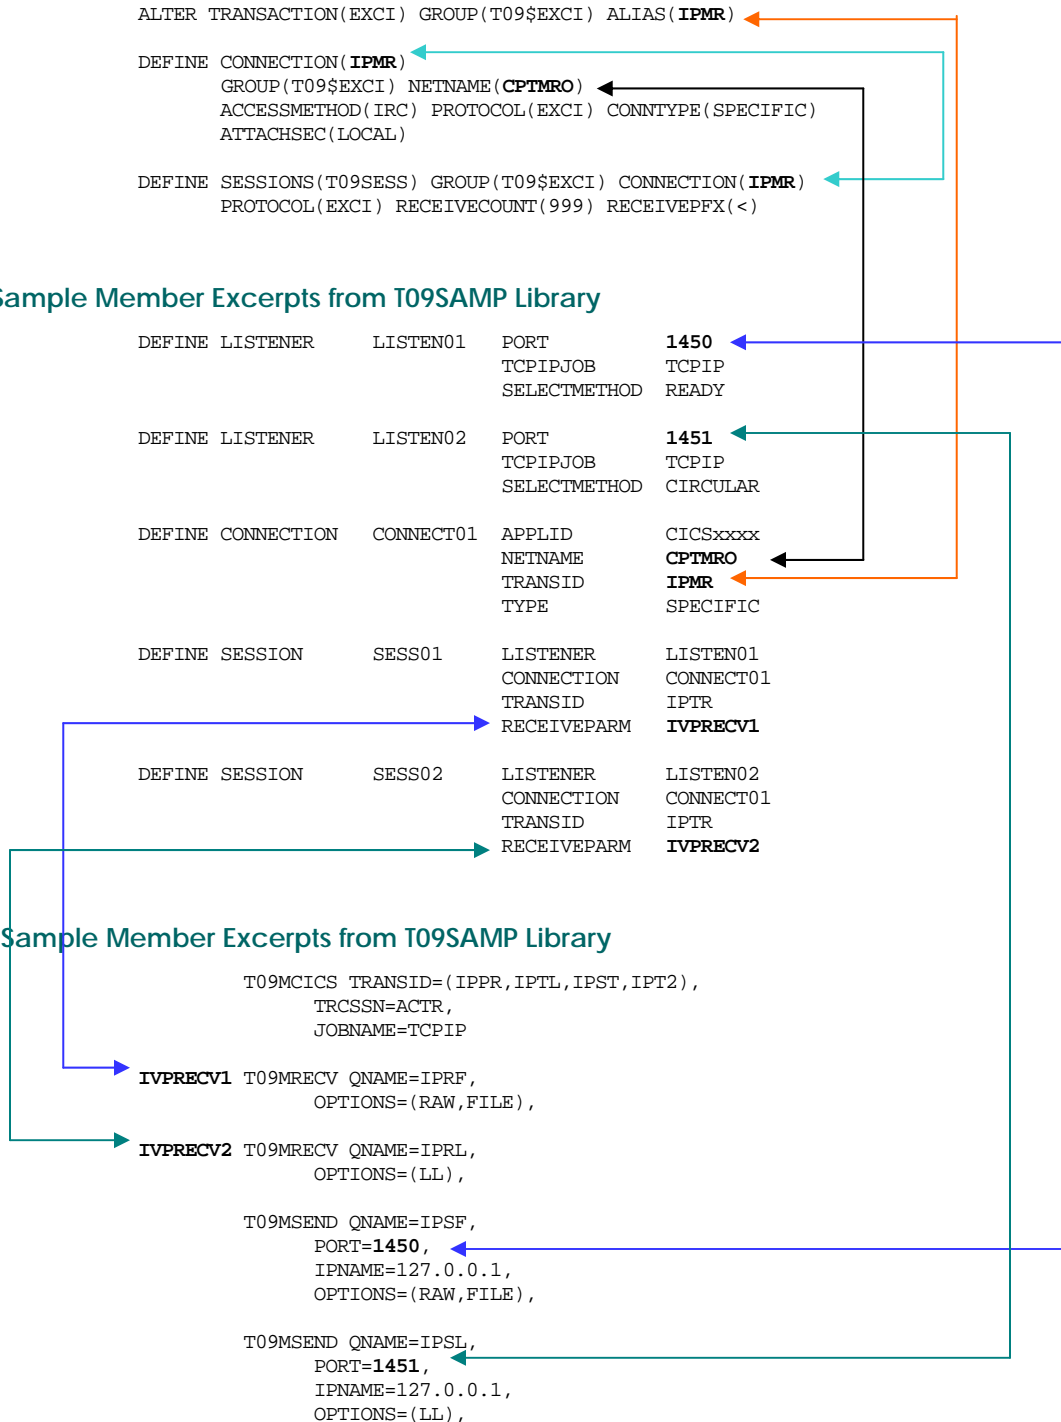 ALTER TRANSACTION(EXCI) GROUP(T09$EXCI) ALIAS(IPMR)
DEFINE CONNECTION(IPMR)
GROUP(T09$EXCI) NETNAME(CPTMRO)
ACCESSMETHOD(IRC) PROTOCOL(EXCI) CONNTYPE(SPECIFIC)
ATTACHSEC(LOCAL)
DEFINE SESSIONS(T09SESS) GROUP(T09$EXCI) CONNECTION(IPMR)
PROTOCOL(EXCI) RECEIVECOUNT(999) RECEIVEPFX(<)
Sample Member Excerpts from T09SAMP Library
DEFINE LISTENER LISTEN01 PORT 1450
TCPIPJOB TCPIP
SELECTMETHOD READY
DEFINE LISTENER LISTEN02 PORT 1451
TCPIPJOB TCPIP
SELECTMETHOD CIRCULAR
DEFINE CONNECTION CONNECT01 APPLID CICSxxxx
NETNAME CPTMRO
TRANSID IPMR
TYPE SPECIFIC
DEFINE SESSION SESS01 LISTENER LISTEN01
CONNECTION CONNECT01
TRANSID IPTR
RECEIVEPARM IVPRECV1
DEFINE SESSION SESS02 LISTENER LISTEN02
CONNECTION CONNECT01
TRANSID IPTR
RECEIVEPARM IVPRECV2
Sample Member Excerpts from T09SAMP Library
T09MCICS TRANSID=(IPPR,IPTL,IPST,IPT2),
TRCSSN=ACTR,
JOBNAME=TCPIP
IVPRECV1 T09MRECV QNAME=IPRF,
OPTIONS=(RAW,FILE),
IVPRECV2 T09MRECV QNAME=IPRL,
OPTIONS=(LL),
T09MSEND QNAME=IPSF,
PORT=1450,
IPNAME=127.0.0.1,
OPTIONS=(RAW,FILE),
T09MSEND QNAME=IPSL,
PORT=1451,
IPNAME=127.0.0.1,
OPTIONS=(LL),